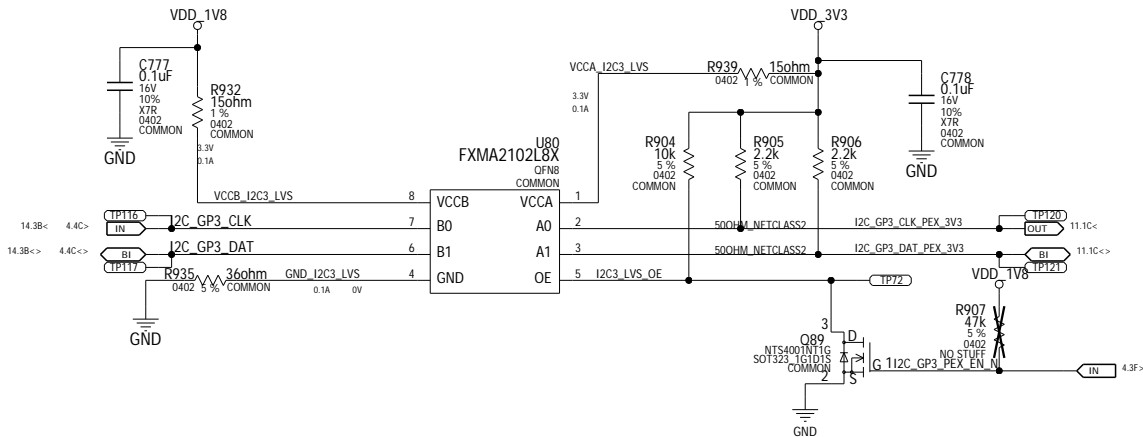 VDD_1V8
VDD_3V3
C777
0.1uF
16V
10%
X7R
0402
COMMON
GND
R932
15ohm
1 %
0402
COMMON
3.3V
0.1A
VCCB_I2C3_LVS
U80
FXMA2102L8X
QFN8
COMMON
VCCA_I2C3_LVS
3.3V
0.1A
R939 15ohm
0402 1 % COMMON
C778
0.1uF
16V
10%
X7R
0402
COMMON
GND
R904
10k
5 %
0402
COMMON
R905
2.2k
5 %
0402
COMMON
R906
2.2k
5 %
0402
COMMON
8 VCCB VCCA 1
7 B0 A0 2
6 B1 A1 3
4 GND OE 5
TP116
14.3B< 4.4C> IN I2C_GP3_CLK
14.3B<> 4.4C<> BI I2C_GP3_DAT
TP117
R935 36ohm
0402 5 % COMMON
GND_I2C3_LVS
0.1A 0V
GND
50OHM_NETCLASS2 I2C_GP3_CLK_PEX_3V3
TP120
OUT 11.1C<
50OHM_NETCLASS2 I2C_GP3_DAT_PEX_3V3
BI 11.1C<>
TP121
I2C3_LVS_OE
TP72
VDD_1V8
R907
47k
5 %
0402
NO STUFF
Q89
NTS4001NT1G
SOT323_1G1D1S
COMMON
3 D
G 1
2 S
I2C_GP3_PEX_EN_N
IN 4.3F>
GND